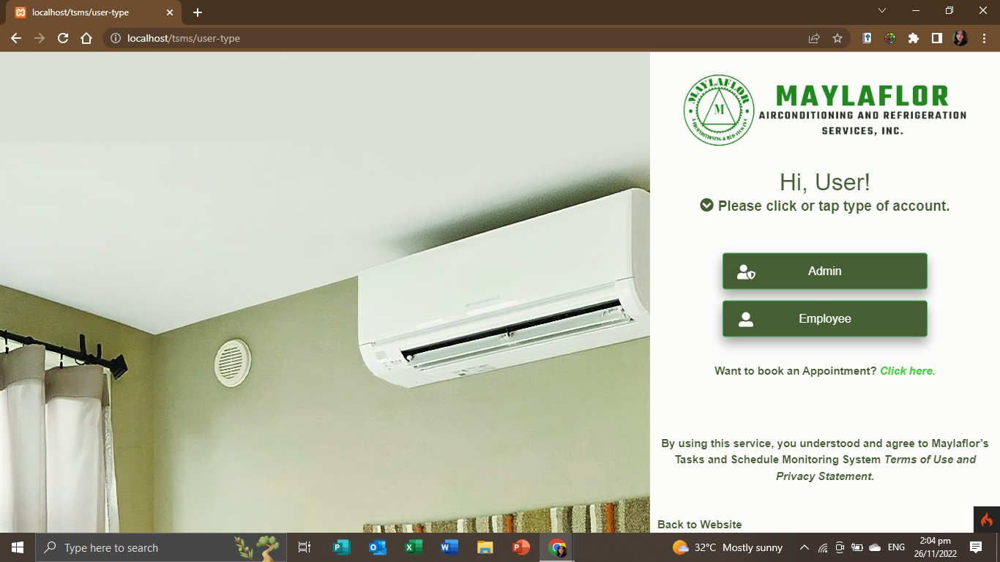 localhost/tsms/user-type
localhost/tsms/user-type
MAYLAFLOR
M
MAYLAFLOR
AIRCONDITIONING AND REFRIGERATION
SERVICES, INC.
Hi, User!
Please click or tap type of account.
Admin
Employee
Want to book an Appointment? Click here.
By using this service, you understood and agree to Maylaflor’s
Tasks and Schedule Monitoring System Terms of Use and
Privacy Statement.
Back to Website
Type here to search
32°C Mostly sunny
ENG
2:04 pm
26/11/2022